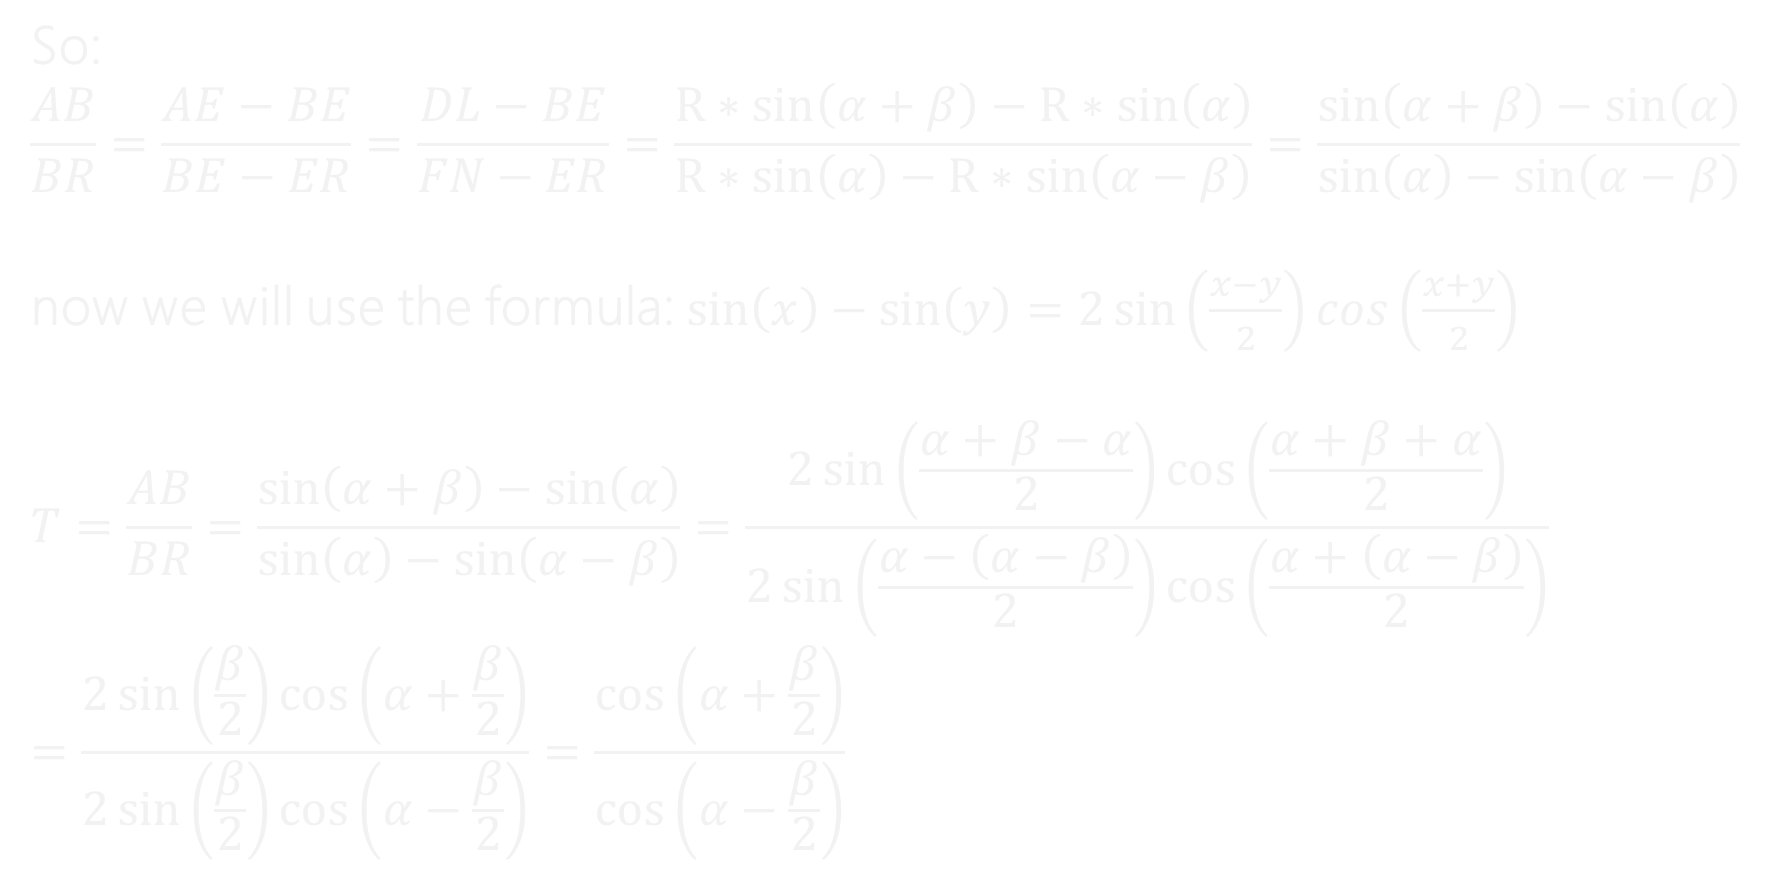 So:
AB/BR = (AE − BE)/(BE − ER) = (DL − BE)/(FN − ER) = (R ∗ sin(α + β) − R ∗ sin(α))/(R ∗ sin(α) − R ∗ sin(α − β)) = (sin(α + β) − sin(α))/(sin(α) − sin(α − β))
now we will use the formula: sin(x) − sin(y) = 2 sin((x−y)/2) cos((x+y)/2)
T = AB/BR = (sin(α + β) − sin(α))/(sin(α) − sin(α − β)) = (2 sin((α + β − α)/2) cos((α + β + α)/2))/(2 sin((α − (α − β))/2) cos((α + (α − β))/2))
= (2 sin(β/2) cos(α + β/2))/(2 sin(β/2) cos(α − β/2)) = cos(α + β/2)/cos(α − β/2)